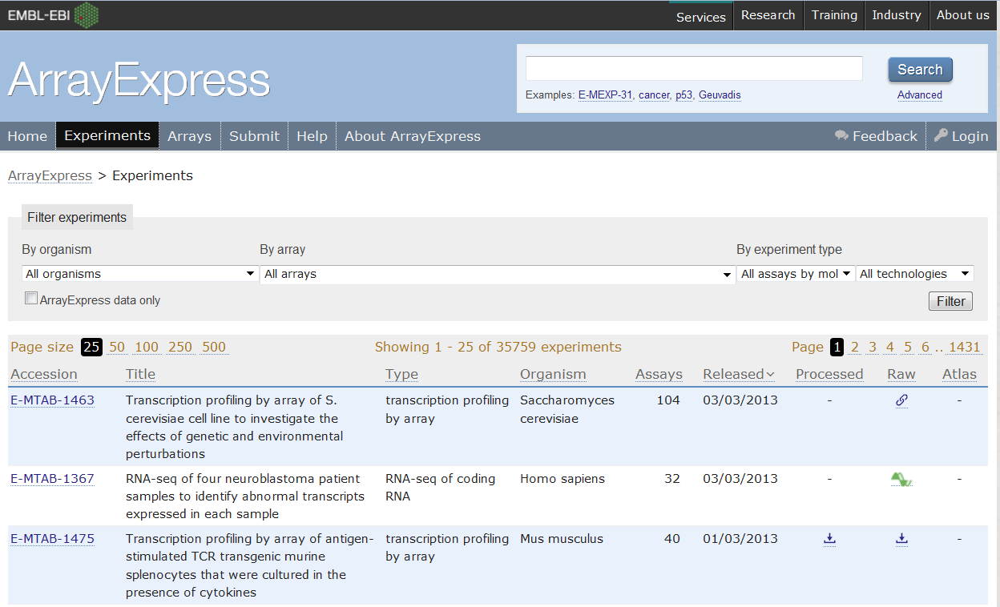 EMBL-EBI Services Research Training Industry About us
ArrayExpress
Search
Examples: E-MEXP-31, cancer, p53, Geuvadis Advanced
Home Experiments Arrays Submit Help About ArrayExpress Feedback Login
ArrayExpress > Experiments
Filter experiments
By organism By array By experiment type
All organisms All arrays All assays by mol All technologies
ArrayExpress data only Filter
Page size 25 50 100 250 500 Showing 1 - 25 of 35759 experiments Page 1 2 3 4 5 6 .. 1431
Accession Title Type Organism Assays Released Processed Raw Atlas
E-MTAB-1463 Transcription profiling by array of S. transcription profiling Saccharomyces 104 03/03/2013 - -
cerevisiae cell line to investigate the by array cerevisiae
effects of genetic and environmental
perturbations
E-MTAB-1367 RNA-seq of four neuroblastoma patient RNA-seq of coding Homo sapiens 32 03/03/2013 - -
samples to identify abnormal transcripts RNA
expressed in each sample
E-MTAB-1475 Transcription profiling by array of antigen- transcription profiling Mus musculus 40 01/03/2013 -
stimulated TCR transgenic murine by array
splenocytes that were cultured in the
presence of cytokines